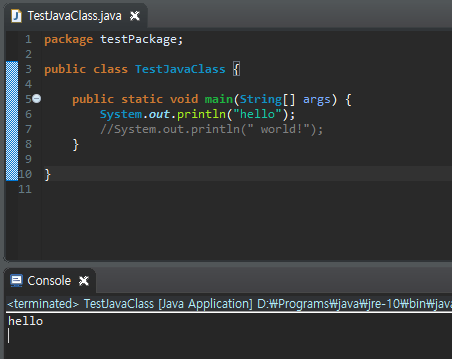 TestJavaClass.java
1 package testPackage;
2
3 public class TestJavaClass {
4
5 public static void main(String[] args) {
6 System.out.println("hello");
7 //System.out.println(" world!");
8 }
9
10 }
11
Console
<terminated> TestJavaClass [Java Application] D:₩Programs₩java₩jre-10₩bin₩java
hello